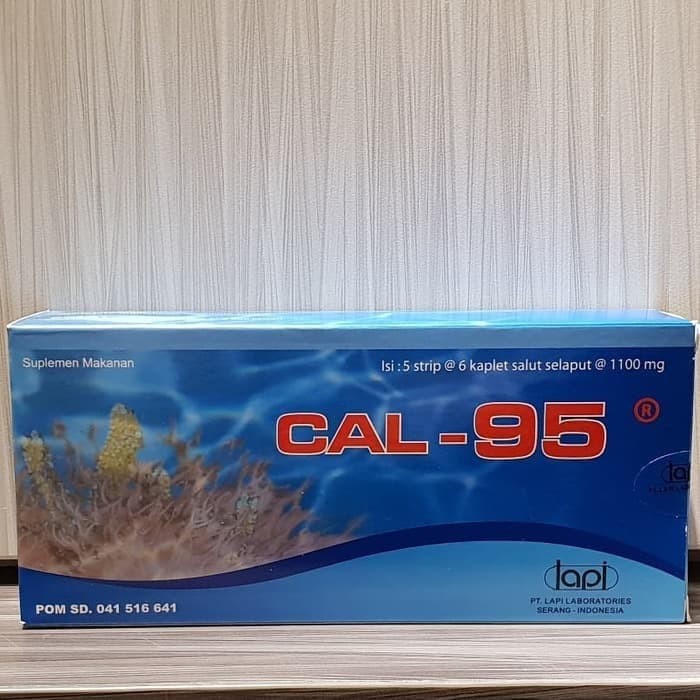 Suplemen Makanan
Isi : 5 strip @ 6 kaplet salut selaput @ 1100 mg
CAL-95 ®
lapi
POM SD. 041 516 641
PT. LAPI LABORATORIES
SERANG - INDONESIA